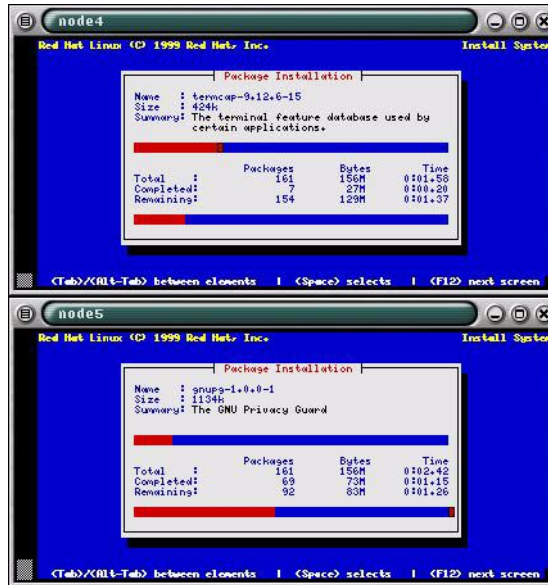 node4
Red Hat Linux (C) 1999 Red Hat, Inc. Install System
Package Installation
Name : termcap-9.12.6-15
Size : 424k
Summary: The terminal feature database used by
certain applications.
Packages Bytes Time
Total : 161 156M 0:01.58
Completed: 7 27M 0:00.20
Remaining: 154 129M 0:01.37
<Tab>/<Alt-Tab> between elements | <Space> selects | <F12> next screen
node5
Red Hat Linux (C) 1999 Red Hat, Inc. Install System
Package Installation
Name : gnupg-1.0.0-1
Size : 1134k
Summary: The GNU Privacy Guard
Packages Bytes Time
Total : 161 156M 0:02.42
Completed: 69 73M 0:01.15
Remaining: 92 83M 0:01.26
<Tab>/<Alt-Tab> between elements | <Space> selects | <F12> next screen